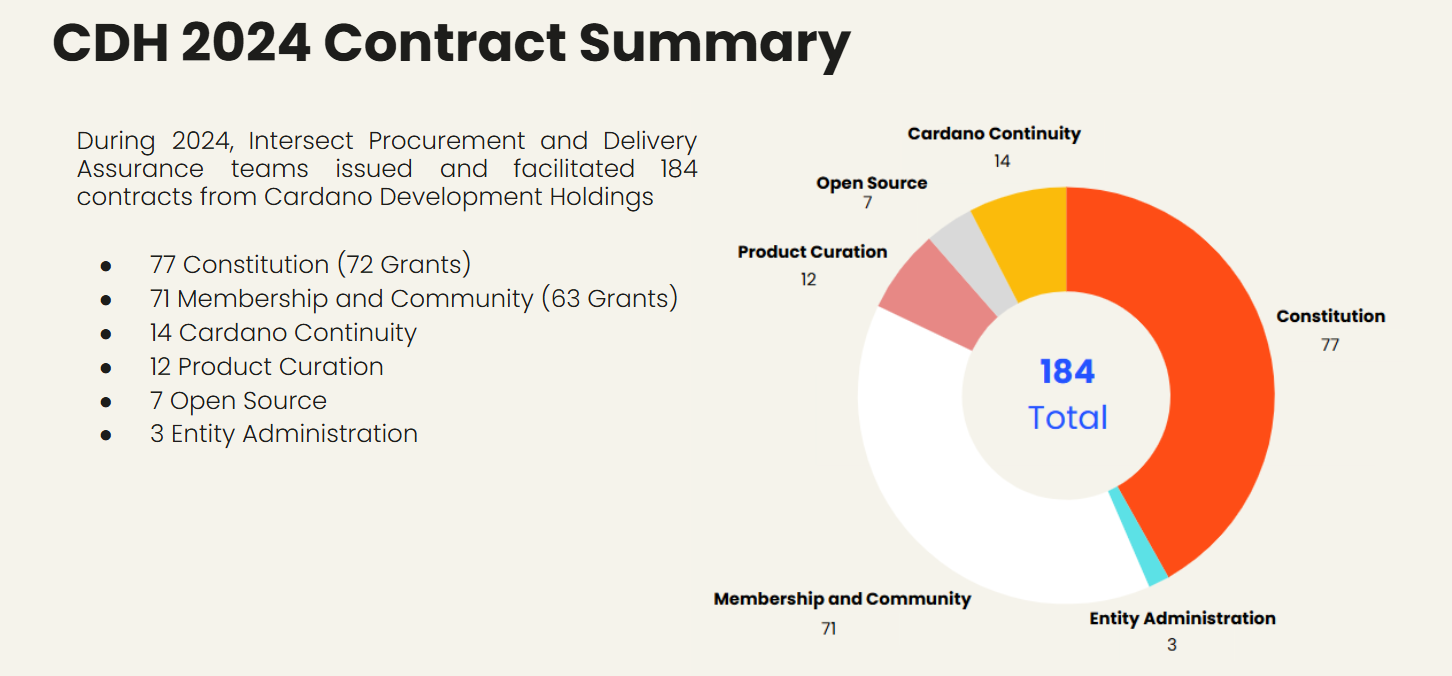 CDH 2024 Contract Summary
During 2024, Intersect Procurement and Delivery
Assurance teams issued and facilitated 184
contracts from Cardano Development Holdings
● 77 Constitution (72 Grants)
● 71 Membership and Community (63 Grants)
● 14 Cardano Continuity
● 12 Product Curation
● 7 Open Source
● 3 Entity Administration
Cardano Continuity
14
Open Source
7
Product Curation
12
Constitution
77
184
Total
Membership and Community
71
Entity Administration
3